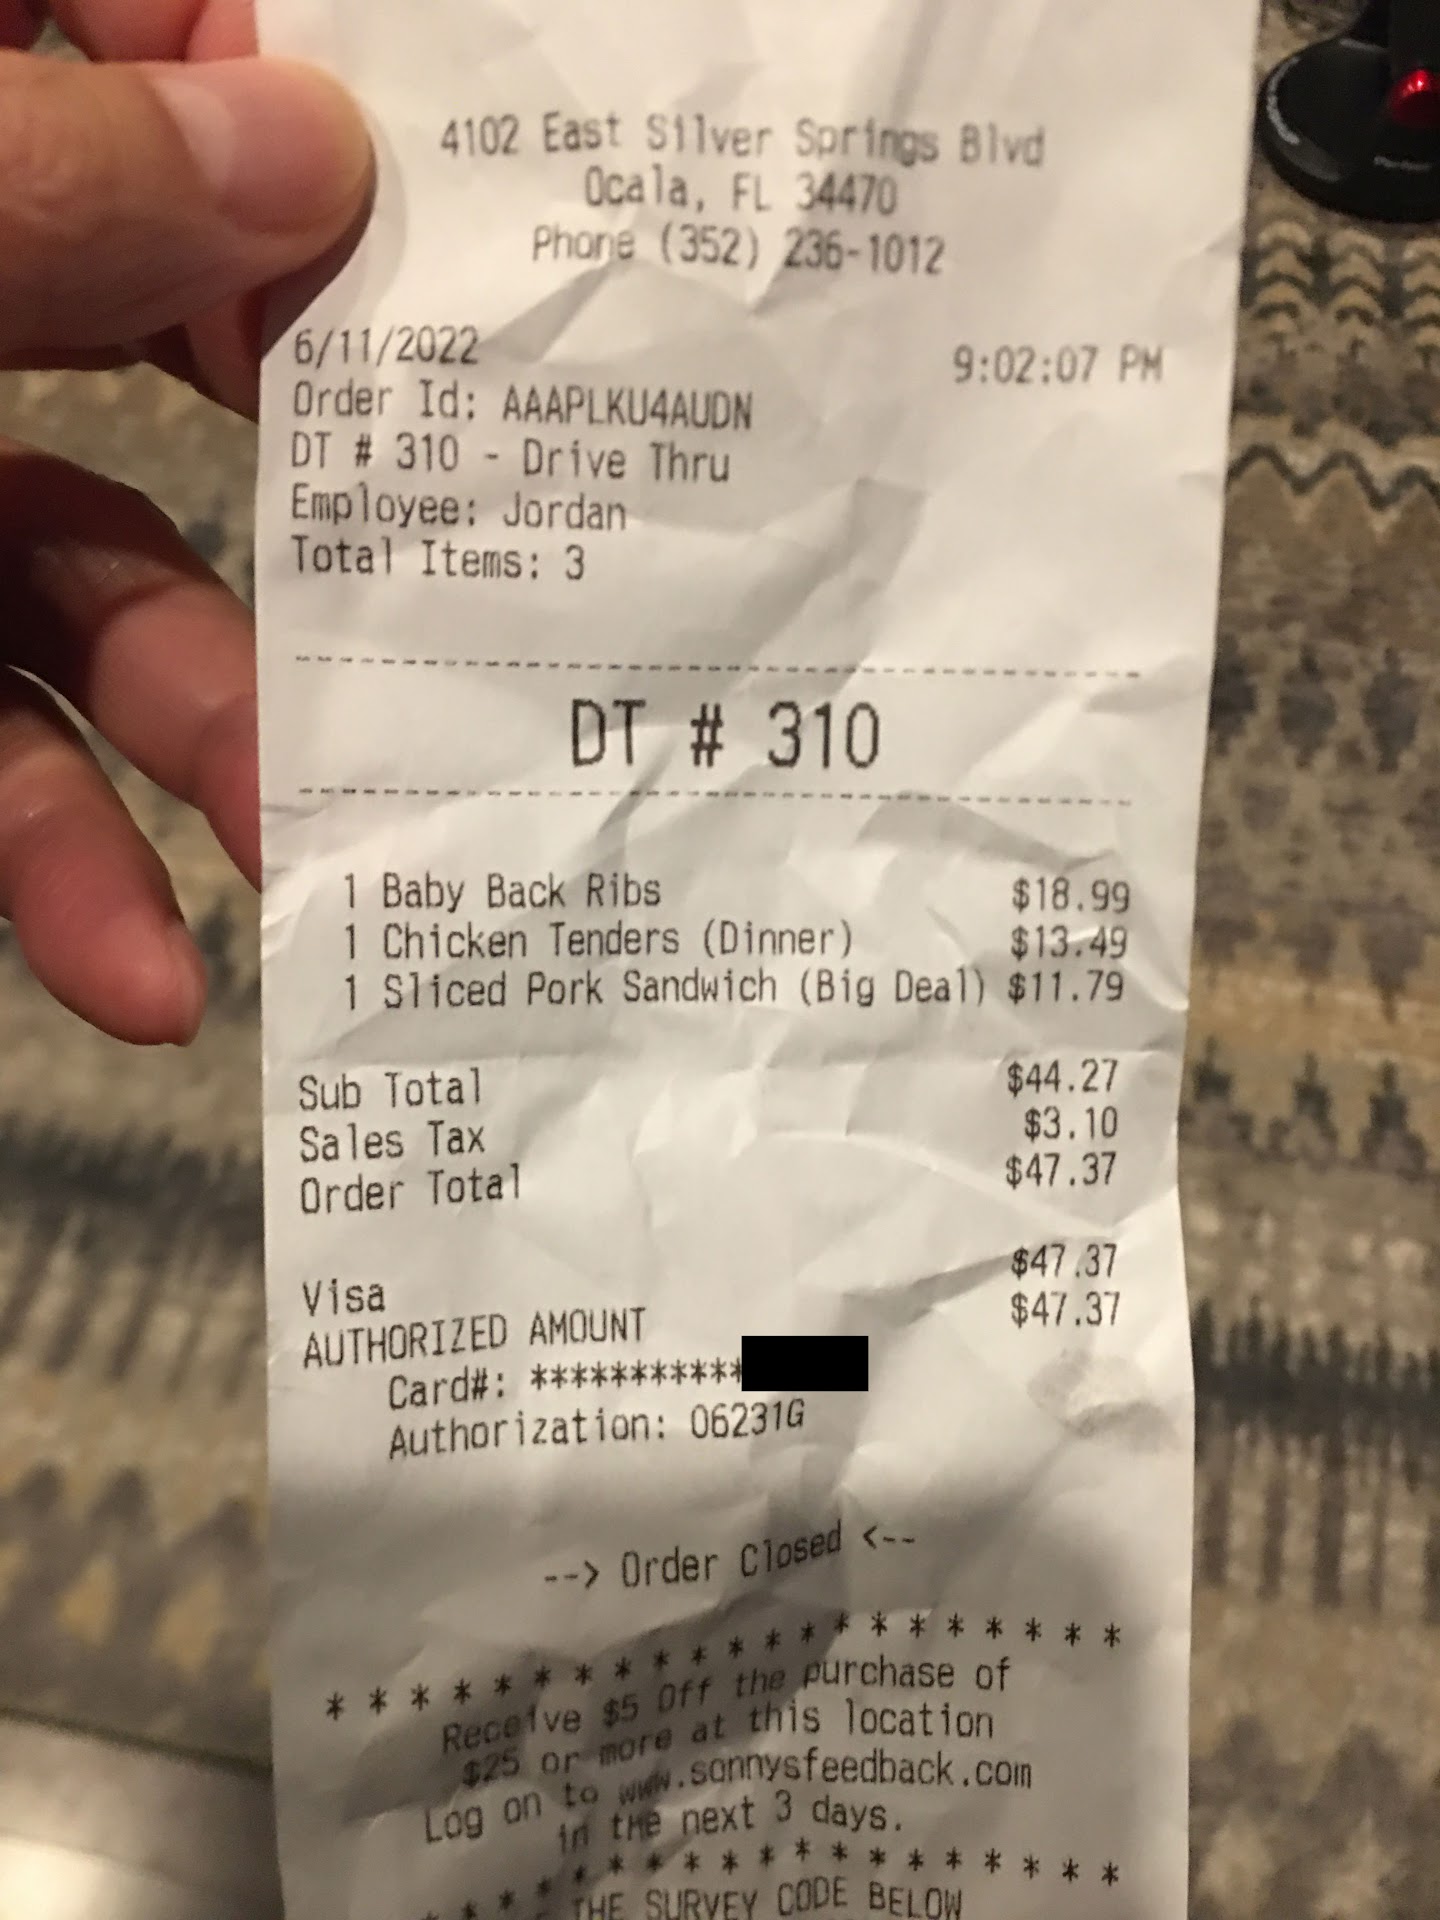 4102 East Silver Springs Blvd
Ocala, FL 34470
Phone (352) 236-1012
6/11/2022 9:02:07 PM
Order Id: AAAPLKU4AUDN
DT # 310 - Drive Thru
Employee: Jordan
Total Items: 3
DT # 310
1 Baby Back Ribs $18.99
1 Chicken Tenders (Dinner) $13.49
1 Sliced Pork Sandwich (Big Deal) $11.79
Sub Total $44.27
Sales Tax $3.10
Order Total $47.37
Visa $47.37
AUTHORIZED AMOUNT $47.37
Card#: ***********
Authorization: 06231G
--> Order Closed <--
* * * * * * * * * * * * * * * * * * * *
Receive $5 Off the purchase of
$25 or more at this location
Log on to www.sonnysfeedback.com
in the next 3 days.
* * * * * * * * * * * * * * * * * *
THE SURVEY CODE BELOW